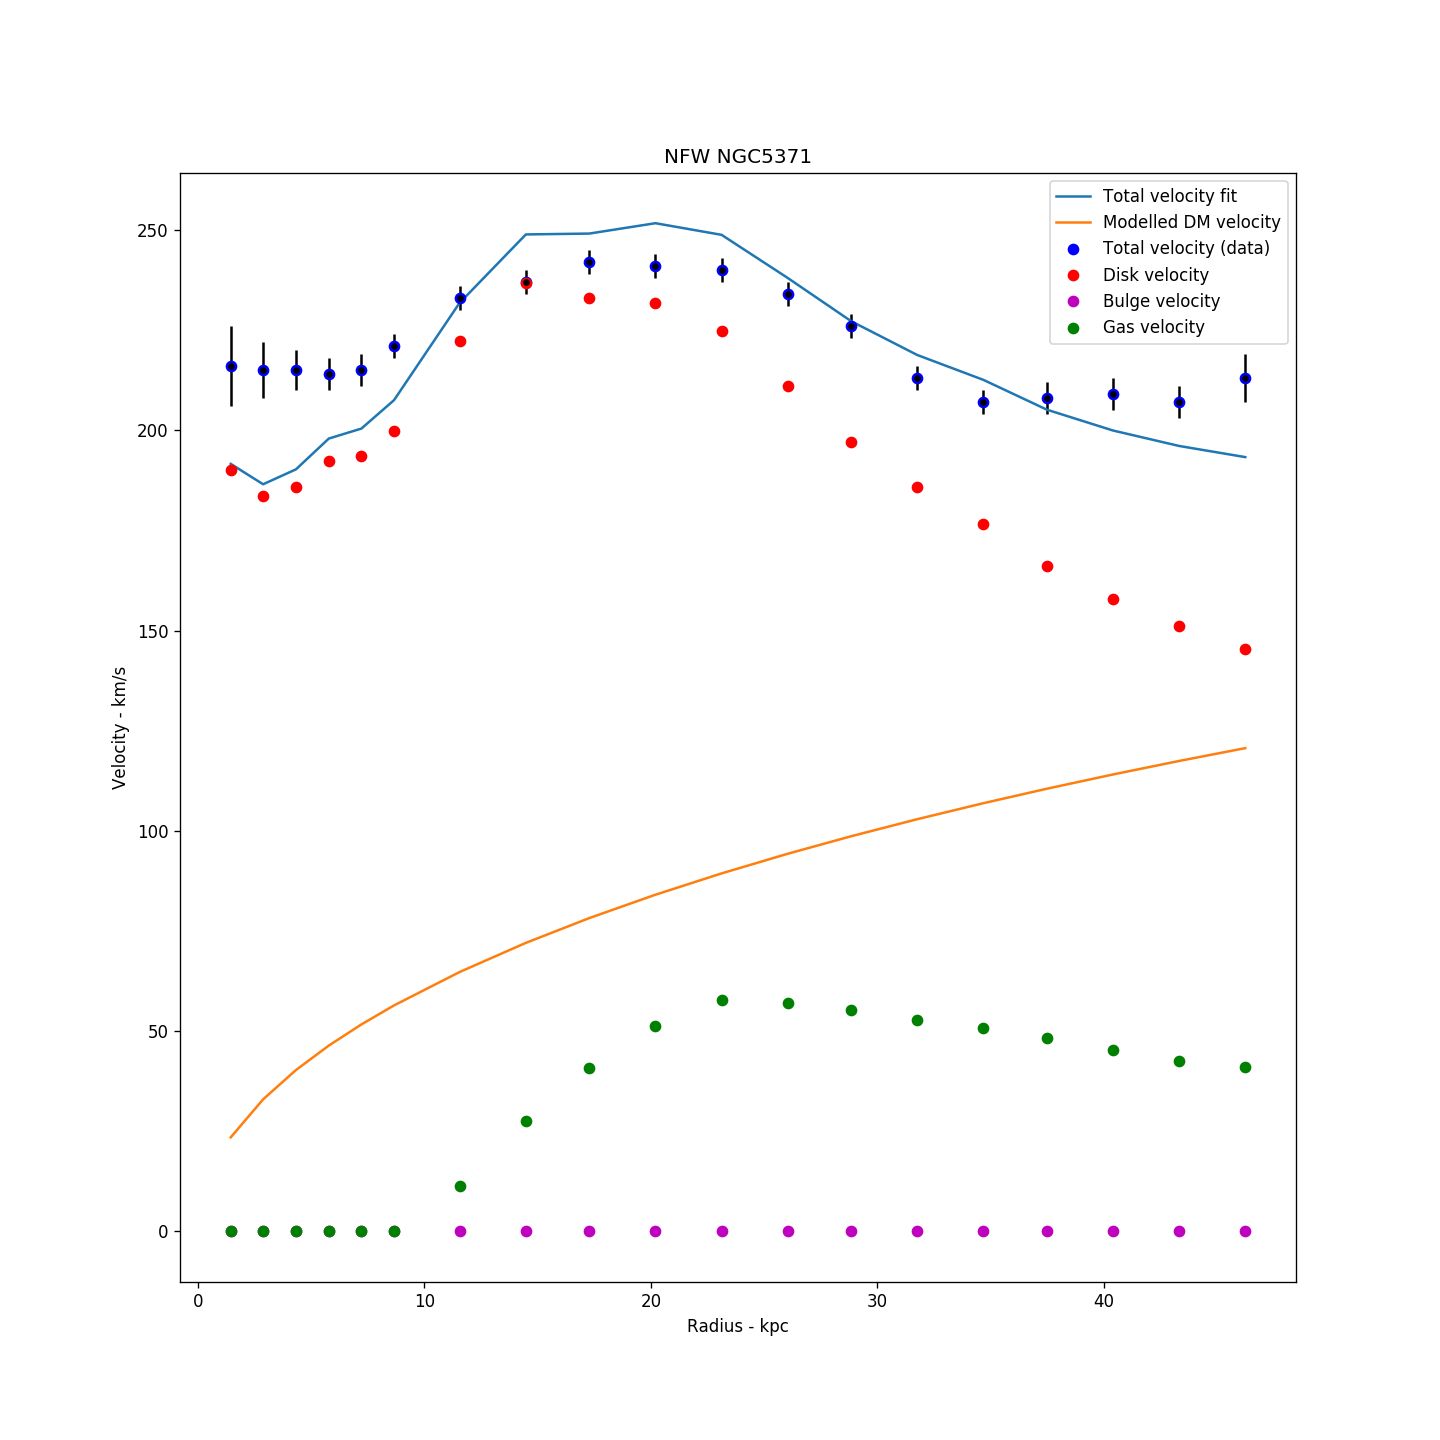 NFW NGC5371
Total velocity fit
Modelled DM velocity
Total velocity (data)
Disk velocity
Bulge velocity
Gas velocity
250
200
150
100
50
0
Velocity - km/s
0 10 20 30 40
Radius - kpc